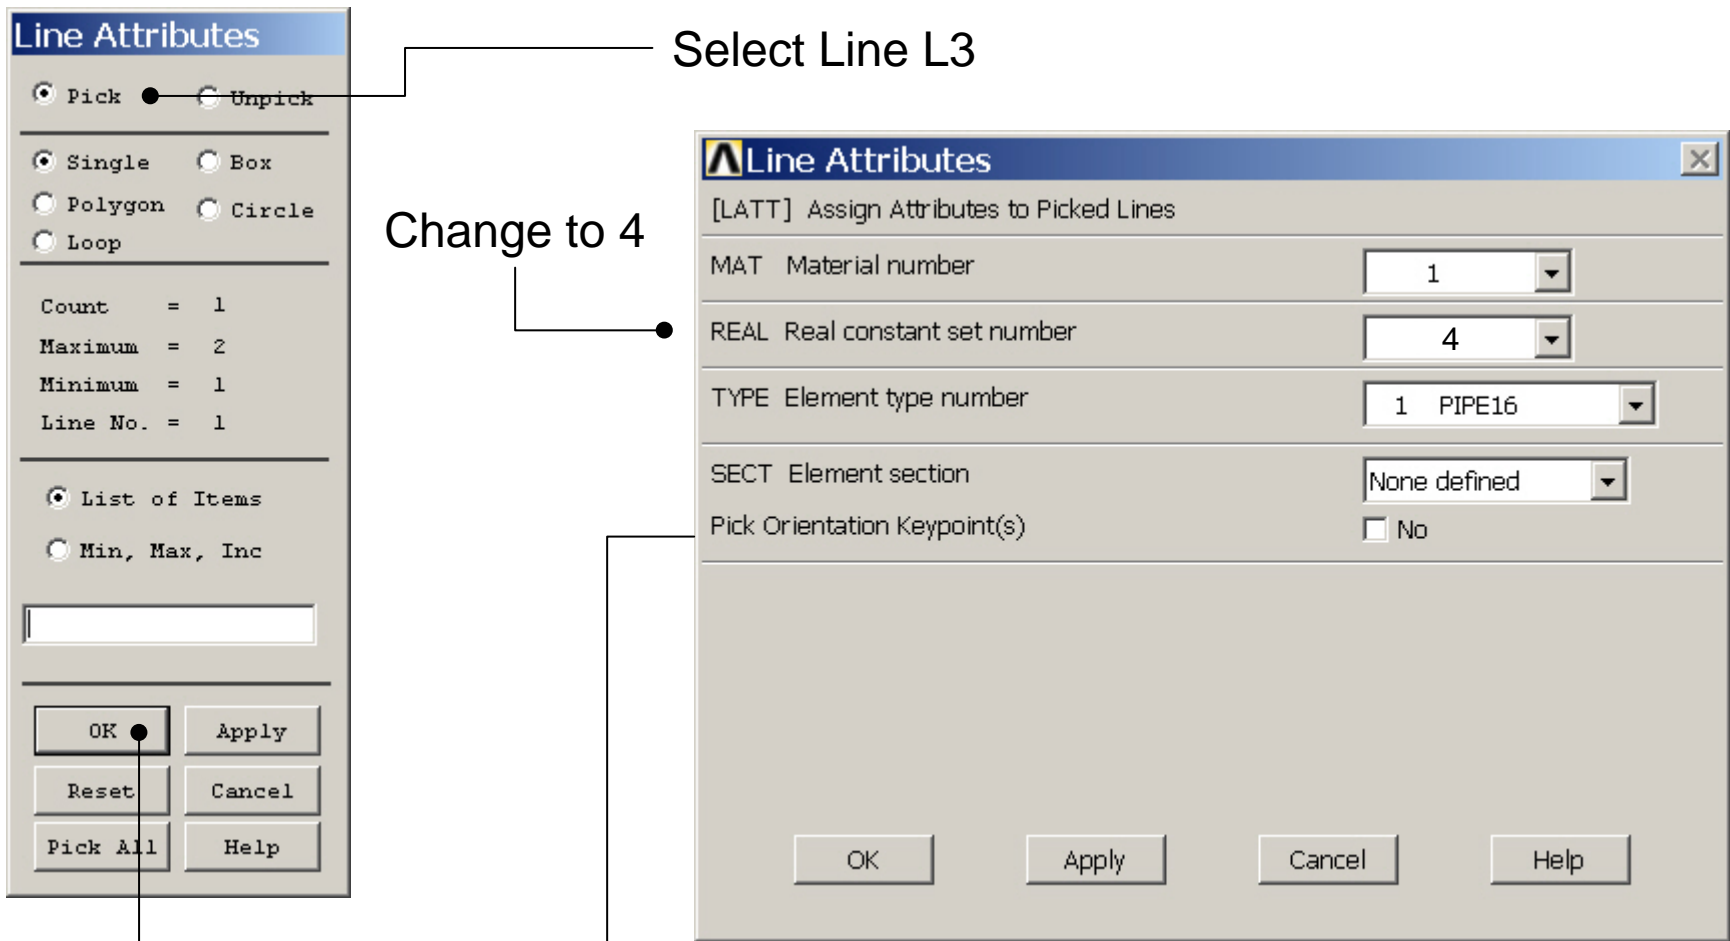 Line Attributes
Pick Unpick
Single Box
Polygon Circle
Loop
Count = 1
Maximum = 2
Minimum = 1
Line No. = 1
List of Items
Min, Max, Inc
OK Apply
Reset Cancel
Pick All Help
Select Line L3
Change to 4
Line Attributes
[LATT] Assign Attributes to Picked Lines
MAT Material number 1
REAL Real constant set number 4
TYPE Element type number 1 PIPE16
SECT Element section None defined
Pick Orientation Keypoint(s) No
OK Apply Cancel Help